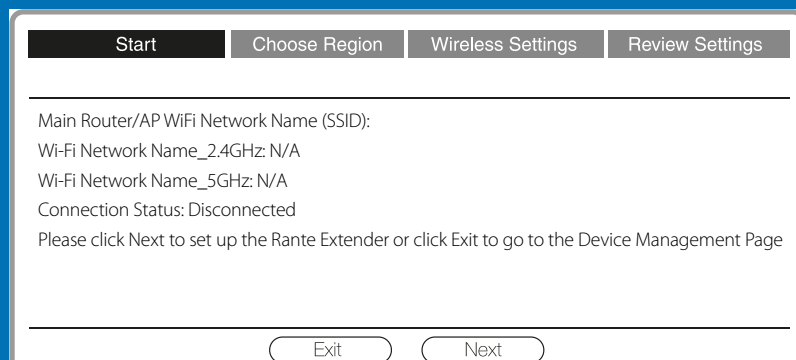 Start
Choose Region
Wireless Settings
Review Settings
Main Router/AP WiFi Network Name (SSID):
Wi-Fi Network Name_2.4GHz: N/A
Wi-Fi Network Name_5GHz: N/A
Connection Status: Disconnected
Please click Next to set up the Rante Extender or click Exit to go to the Device Management Page
Exit
Next